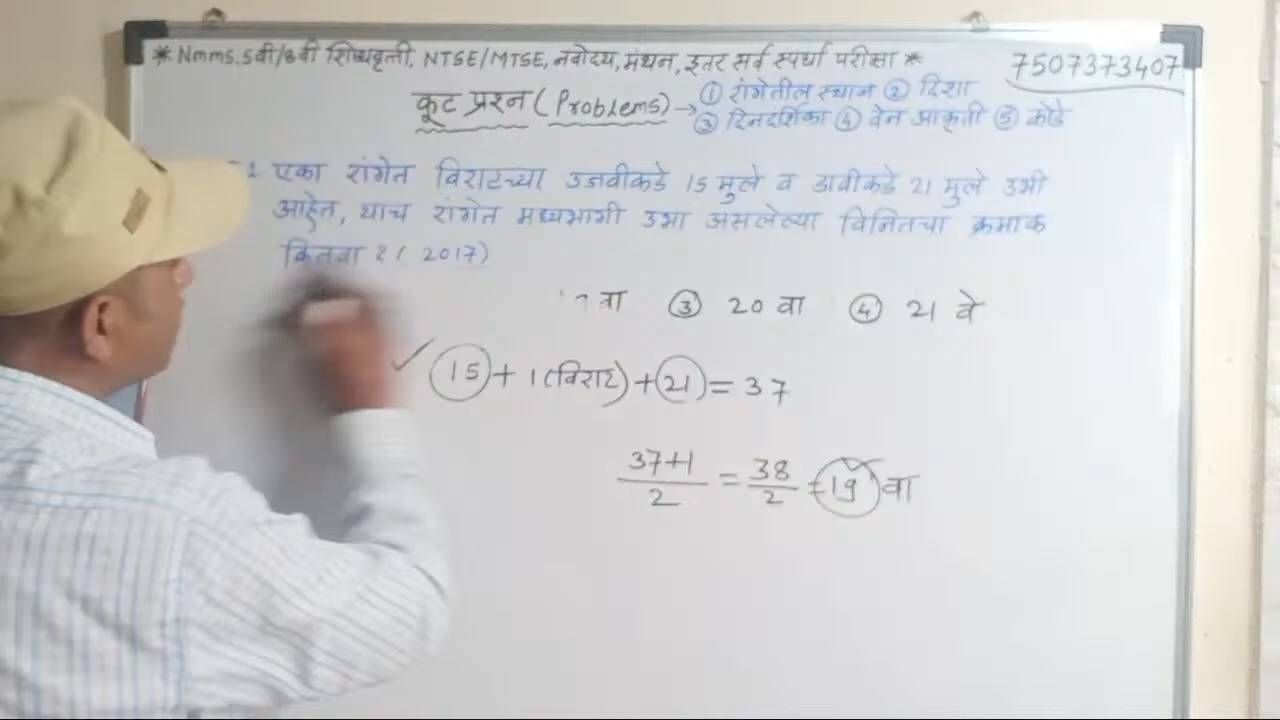 * Nmms, 5वी/8वी शिष्यवृत्ती, NTSE/MTSE, नवोदय, मंथन, इतर सर्व स्पर्धा परीक्षा *
7507373407
कूट प्रश्न ( Problems ) → ① रांगेतील स्थान ② दिशा
③ दिनदर्शिका ④ वेन आकृती ⑤ कोडे
एका रांगेत विराटच्या उजवीकडे 15 मुले व डावीकडे 21 मुले उभी
आहेत, याच रांगेत मध्यभागी उभा असलेल्या विनितचा क्रमाक
कितवा ? ( 2017)
वा ③ 20 वा ④ 21 वे
✓ 15 + 1 (विराट) + 21 = 37
37+1/2 = 38/2 = 19 वा